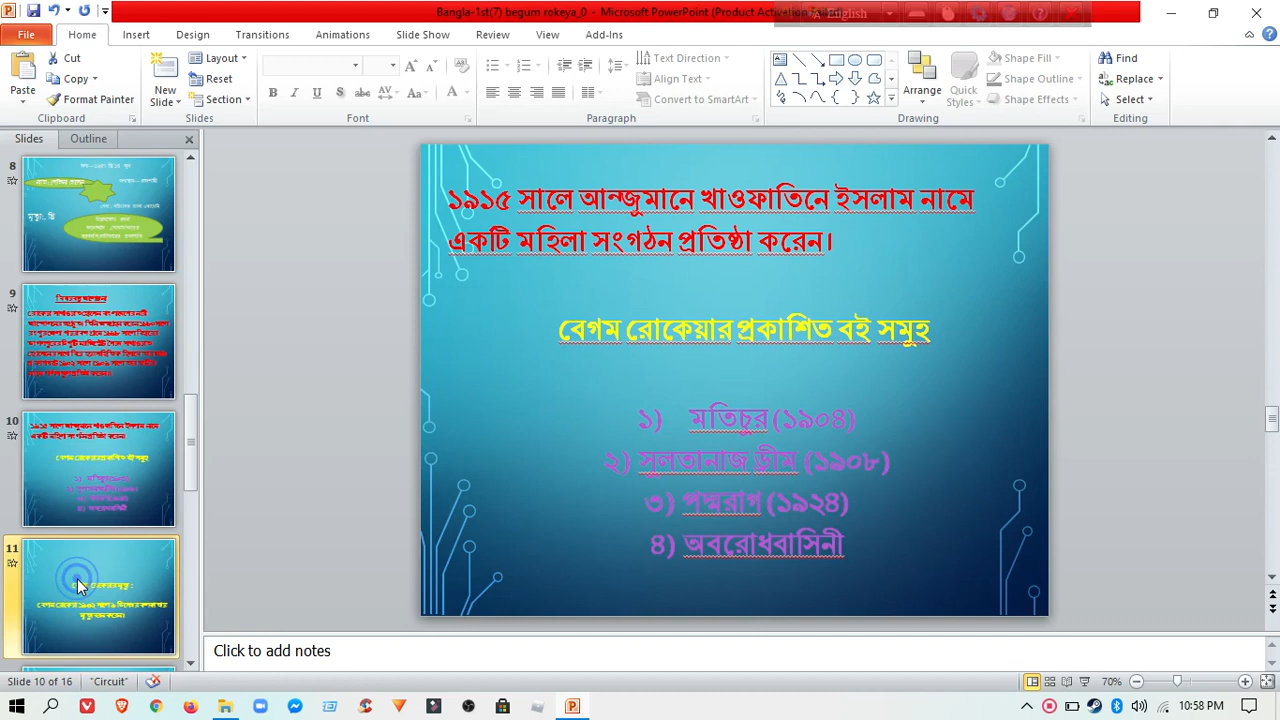 Bangla-1st(7) begum rokeya_0 - Microsoft PowerPoint (Product Activation
English
File Home Insert Design Transitions Animations Slide Show Review View Add-Ins
Cut
Copy
Format Painter
Paste
Clipboard
New Slide
Layout
Reset
Section
Slides
Font
Text Direction
Align Text
Convert to SmartArt
Paragraph
Arrange
Quick Styles
Shape Fill
Shape Outline
Shape Effects
Drawing
Find
Replace
Select
Editing
Slides Outline
8
9
10
11
১৯১৫ সালে আন্জুমানে খাওফাতিনে ইসলাম নামে
একটি মহিলা সংগঠন প্রতিষ্ঠা করেন।
বেগম রোকেয়ার প্রকাশিত বই সমুহ
১) মতিচুর (১৯০৪)
২) সুলতানাজ ড্রীম (১৯০৮)
৩) পদ্মরাগ (১৯২৪)
৪) অবরোধবাসিনী
Click to add notes
Slide 10 of 16 "Circuit" 70%
10:58 PM